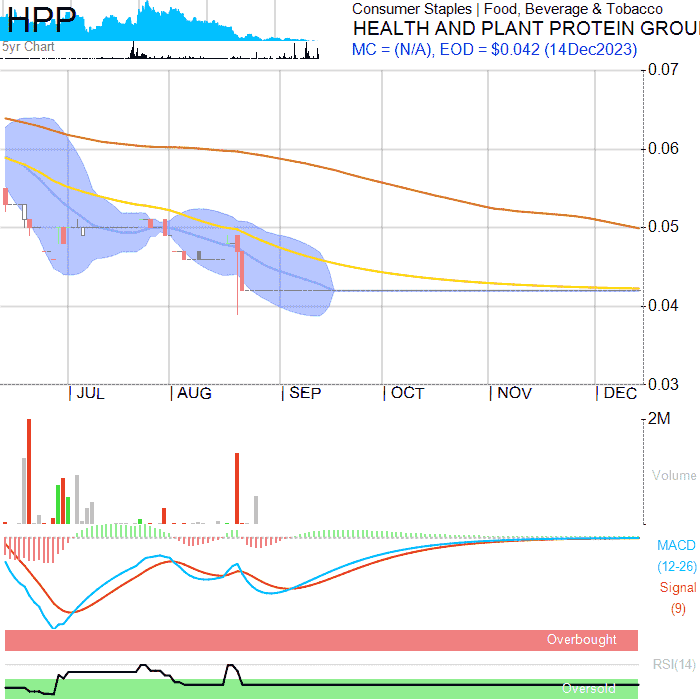 HPP
5yr Chart
Consumer Staples | Food, Beverage & Tobacco
HEALTH AND PLANT PROTEIN GROU
MC = (N/A), EOD = $0.042 (14Dec2023)
0.07
0.06
0.05
0.04
0.03
| JUL | AUG | SEP | OCT | NOV | DEC
2M
Volume
MACD
(12-26)
Signal
(9)
Overbought
RSI(14)
Oversold